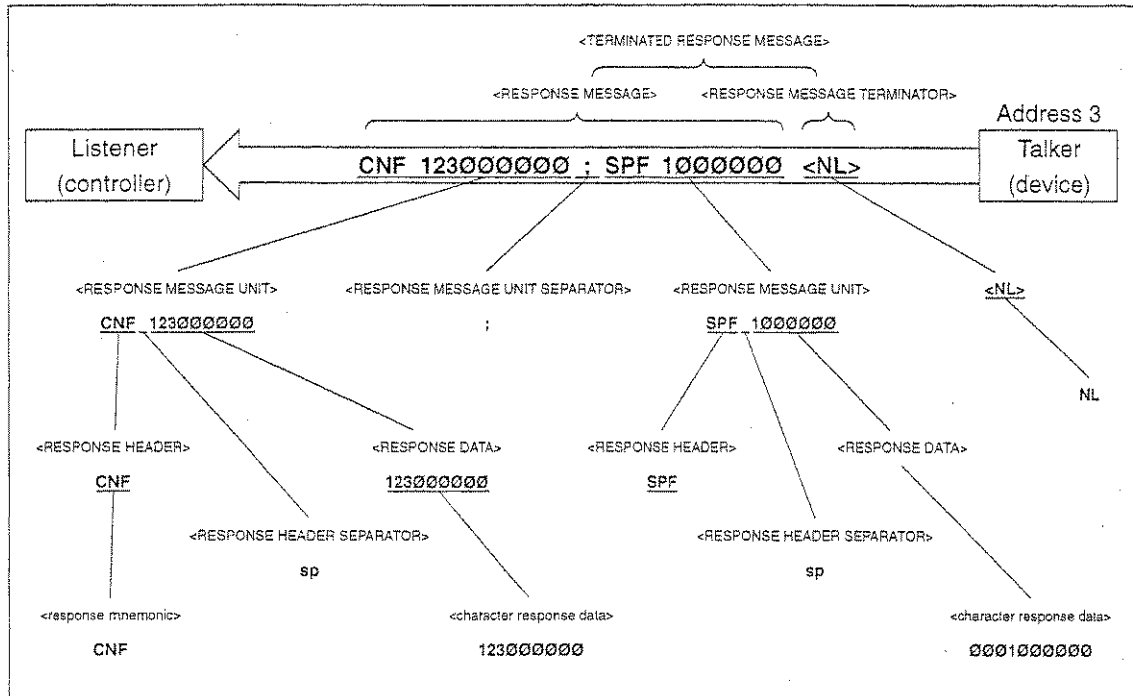 <TERMINATED RESPONSE MESSAGE>
<RESPONSE MESSAGE> <RESPONSE MESSAGE TERMINATOR>
Address 3
Listener
(controller)
CNF 123ØØØØØØ ; SPF 1ØØØØØØ <NL>
Talker
(device)
<RESPONSE MESSAGE UNIT> <RESPONSE MESSAGE UNIT SEPARATOR> <RESPONSE MESSAGE UNIT> <NL>
CNF 123ØØØØØØ ; SPF 1ØØØØØØ
NL
<RESPONSE HEADER> <RESPONSE DATA> <RESPONSE HEADER> <RESPONSE DATA>
CNF 123ØØØØØØ SPF
<RESPONSE HEADER SEPARATOR> <RESPONSE HEADER SEPARATOR>
sp sp
<response mnemonic> <character response data> <character response data>
CNF 123ØØØØØØ ØØØ1ØØØØØØ